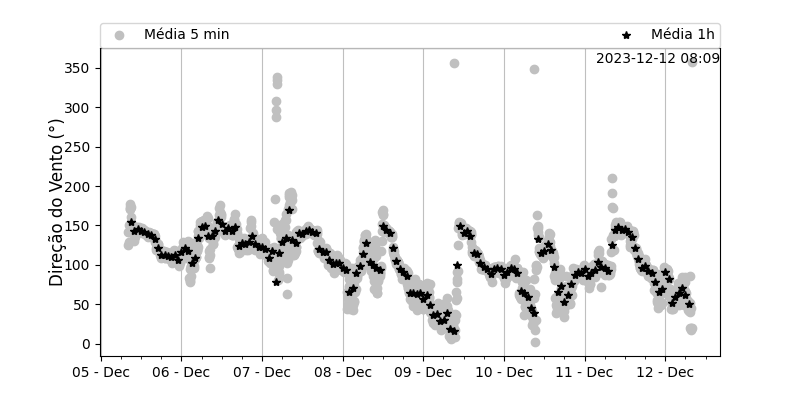 Média 5 min
Média 1h
2023-12-12 08:09
Direção do Vento (°)
350
300
250
200
150
100
50
0
05 - Dec
06 - Dec
07 - Dec
08 - Dec
09 - Dec
10 - Dec
11 - Dec
12 - Dec